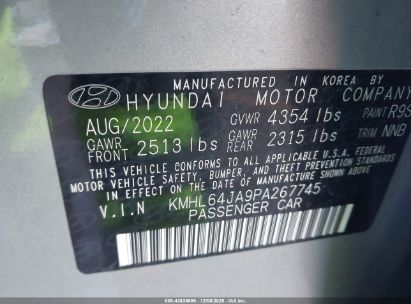 MANUFACTURED IN KOREA BY
HYUNDAI MOTOR COMPANY
AUG/2022 GVWR 4354 lbs PAINT R9S
GAWR FRONT 2513 lbs GAWR REAR 2315 lbs TRIM NNB
THIS VEHICLE CONFORMS TO ALL APPLICABLE U.S.A. FEDERAL
MOTOR VEHICLE SAFETY, BUMPER, AND THEFT PREVENTION
STANDARDS IN EFFECT ON THE DATE OF MANUFACTURE
SHOWN ABOVE.
V.I.N KMHL64JA9PA267745
PASSENGER CAR